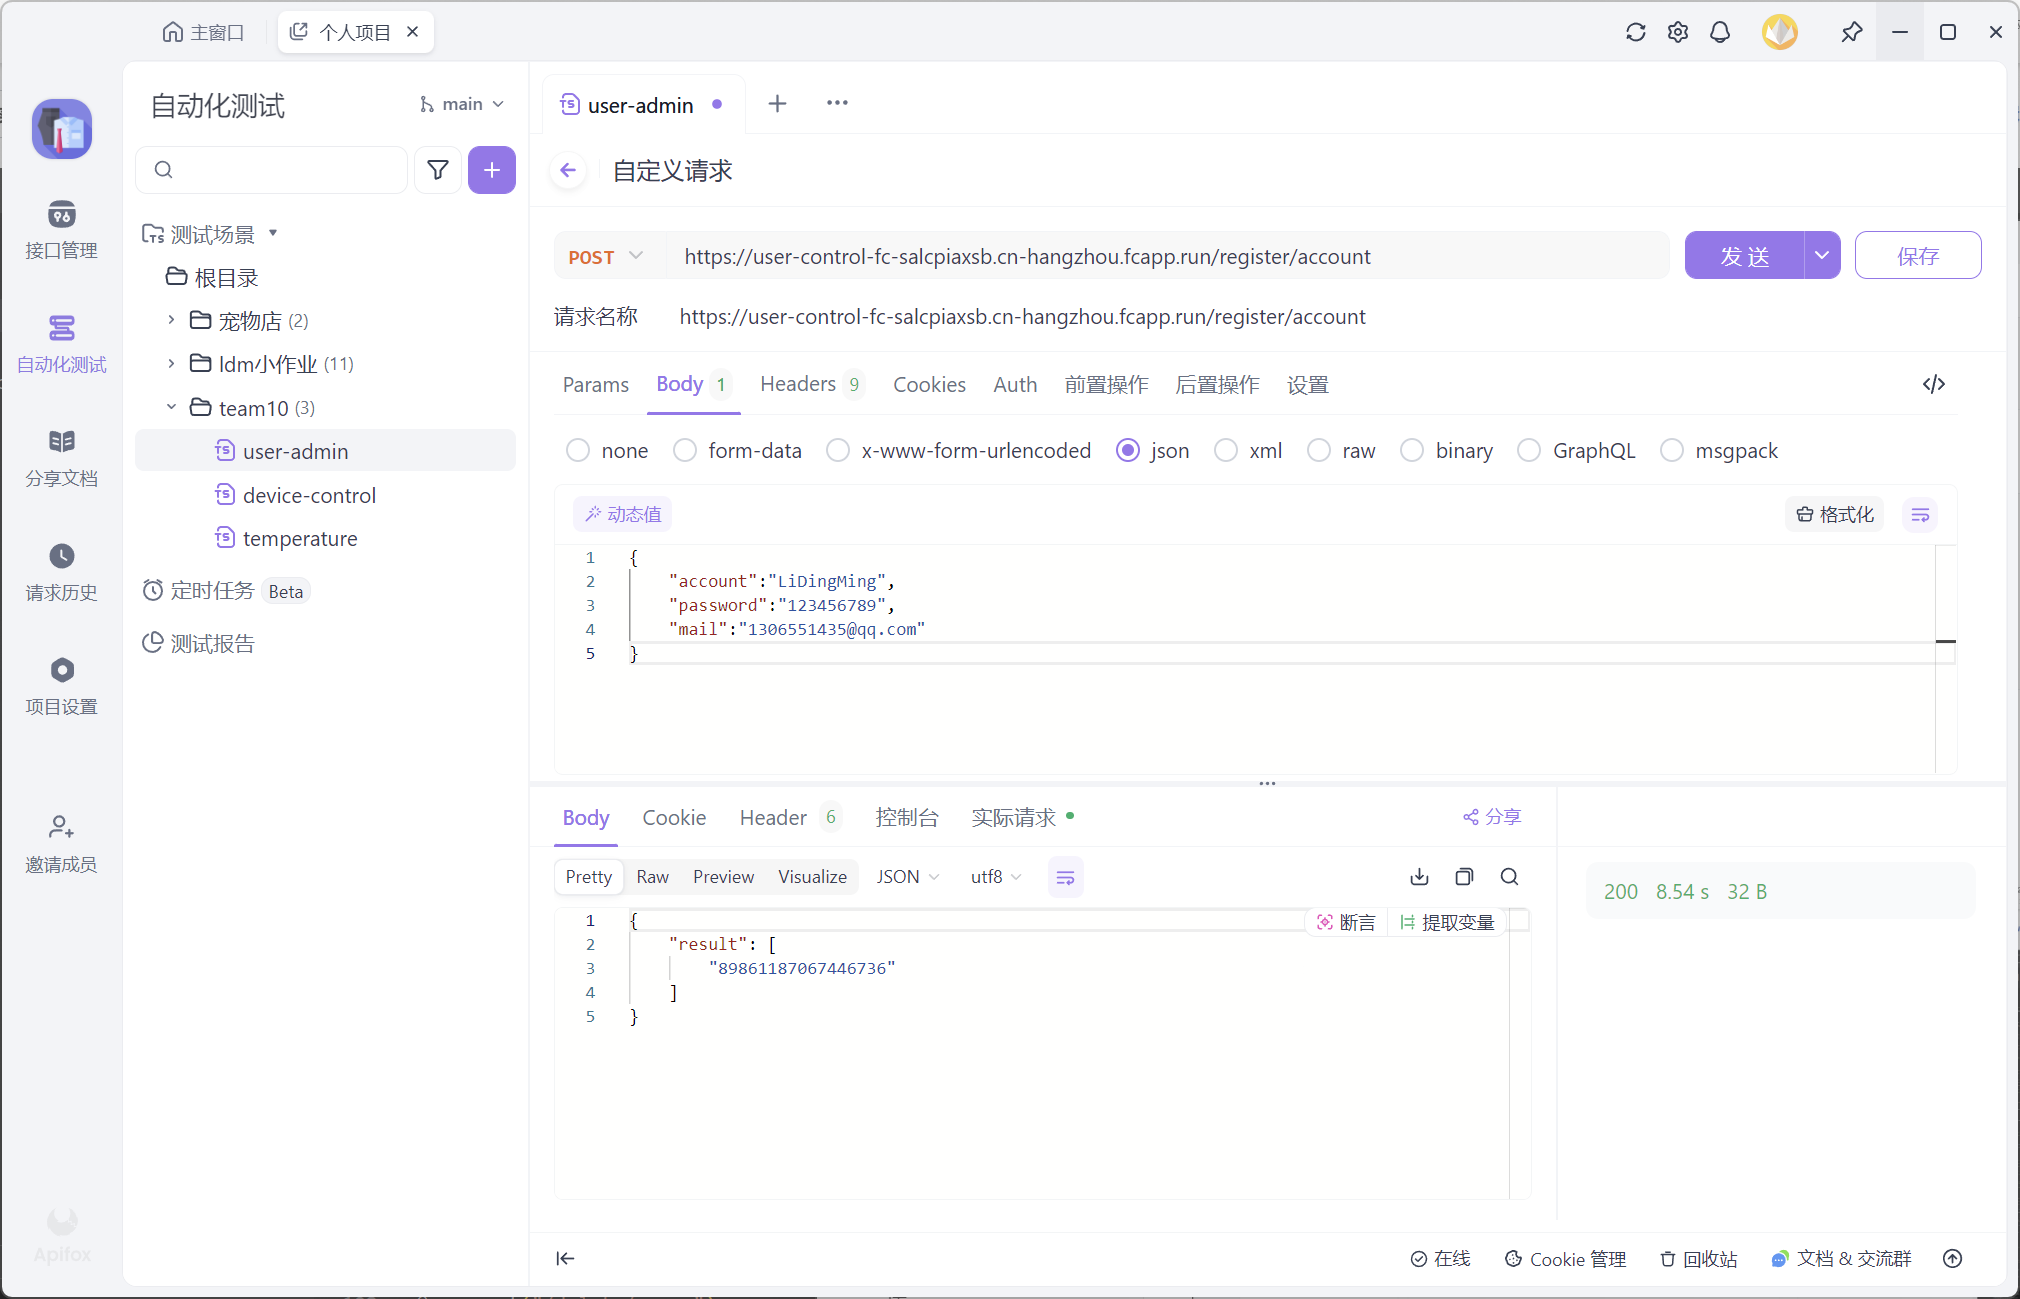 主窗口
个人项目
自动化测试
main
user-admin
自定义请求
接口管理
自动化测试
分享文档
请求历史
项目设置
邀请成员
Apifox
测试场景
根目录
宠物店 (2)
ldm小作业 (11)
team10 (3)
user-admin
device-control
temperature
定时任务 Beta
测试报告
POST https://user-control-fc-salcpiaxsb.cn-hangzhou.fcapp.run/register/account
发 送
保存
请求名称 https://user-control-fc-salcpiaxsb.cn-hangzhou.fcapp.run/register/account
Params Body 1 Headers 9 Cookies Auth 前置操作 后置操作 设置
none form-data x-www-form-urlencoded json xml raw binary GraphQL msgpack
动态值
格式化
1 {
2 "account":"LiDingMing",
3 "password":"123456789",
4 "mail":"1306551435@qq.com"
5 }
Body Cookie Header 6 控制台 实际请求
分享
Pretty Raw Preview Visualize JSON utf8
200 8.54 s 32 B
断言 提取变量
1 {
2 "result": [
3 "89861187067446736"
4 ]
5 }
在线 Cookie 管理 回收站 文档 & 交流群